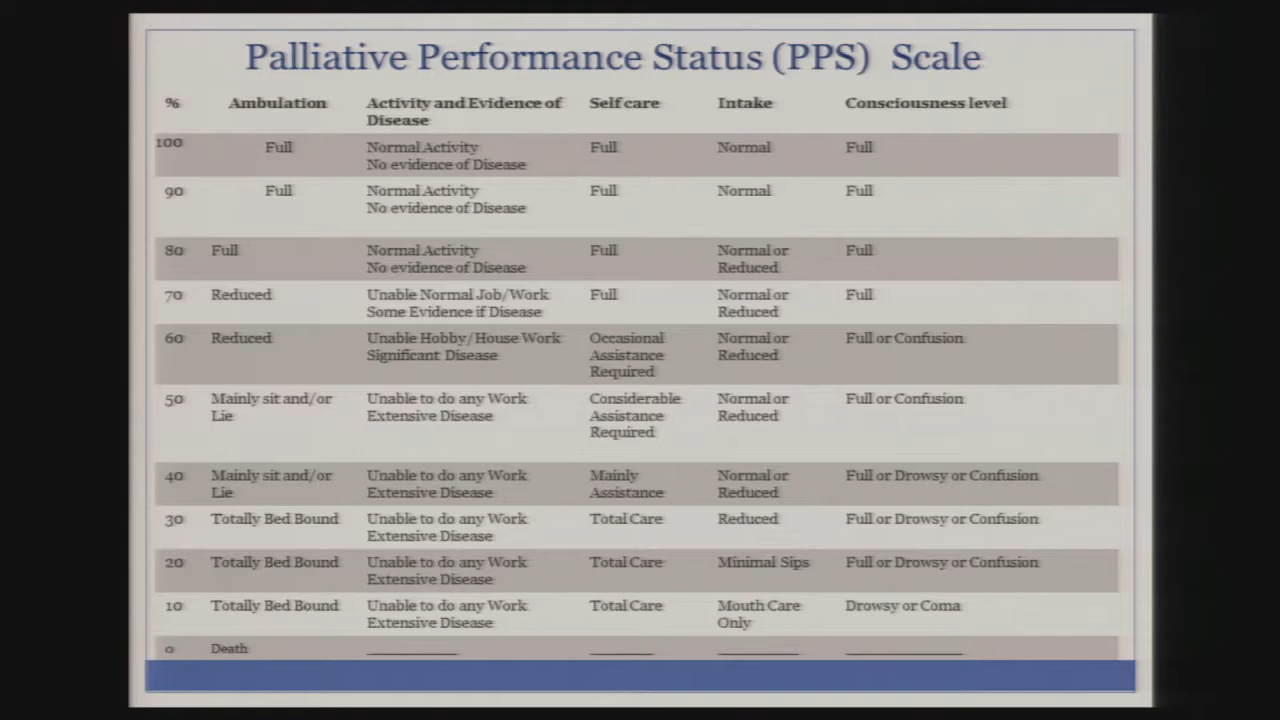 Palliative Performance Status (PPS) Scale
% Ambulation Activity and Evidence of Disease Self care Intake Consciousness level
100 Full Normal Activity No evidence of Disease Full Normal Full
90 Full Normal Activity No evidence of Disease Full Normal Full
80 Full Normal Activity No evidence of Disease Full Normal or Reduced Full
70 Reduced Unable Normal Job/Work Some Evidence if Disease Full Normal or Reduced Full
60 Reduced Unable Hobby/House Work Significant Disease Occasional Assistance Required Normal or Reduced Full or Confusion
50 Mainly sit and/or Lie Unable to do any Work Extensive Disease Considerable Assistance Required Normal or Reduced Full or Confusion
40 Mainly sit and/or Lie Unable to do any Work Extensive Disease Mainly Assistance Normal or Reduced Full or Drowsy or Confusion
30 Totally Bed Bound Unable to do any Work Extensive Disease Total Care Reduced Full or Drowsy or Confusion
20 Totally Bed Bound Unable to do any Work Extensive Disease Total Care Minimal Sips Full or Drowsy or Confusion
10 Totally Bed Bound Unable to do any Work Extensive Disease Total Care Mouth Care Only Drowsy or Coma
0 Death